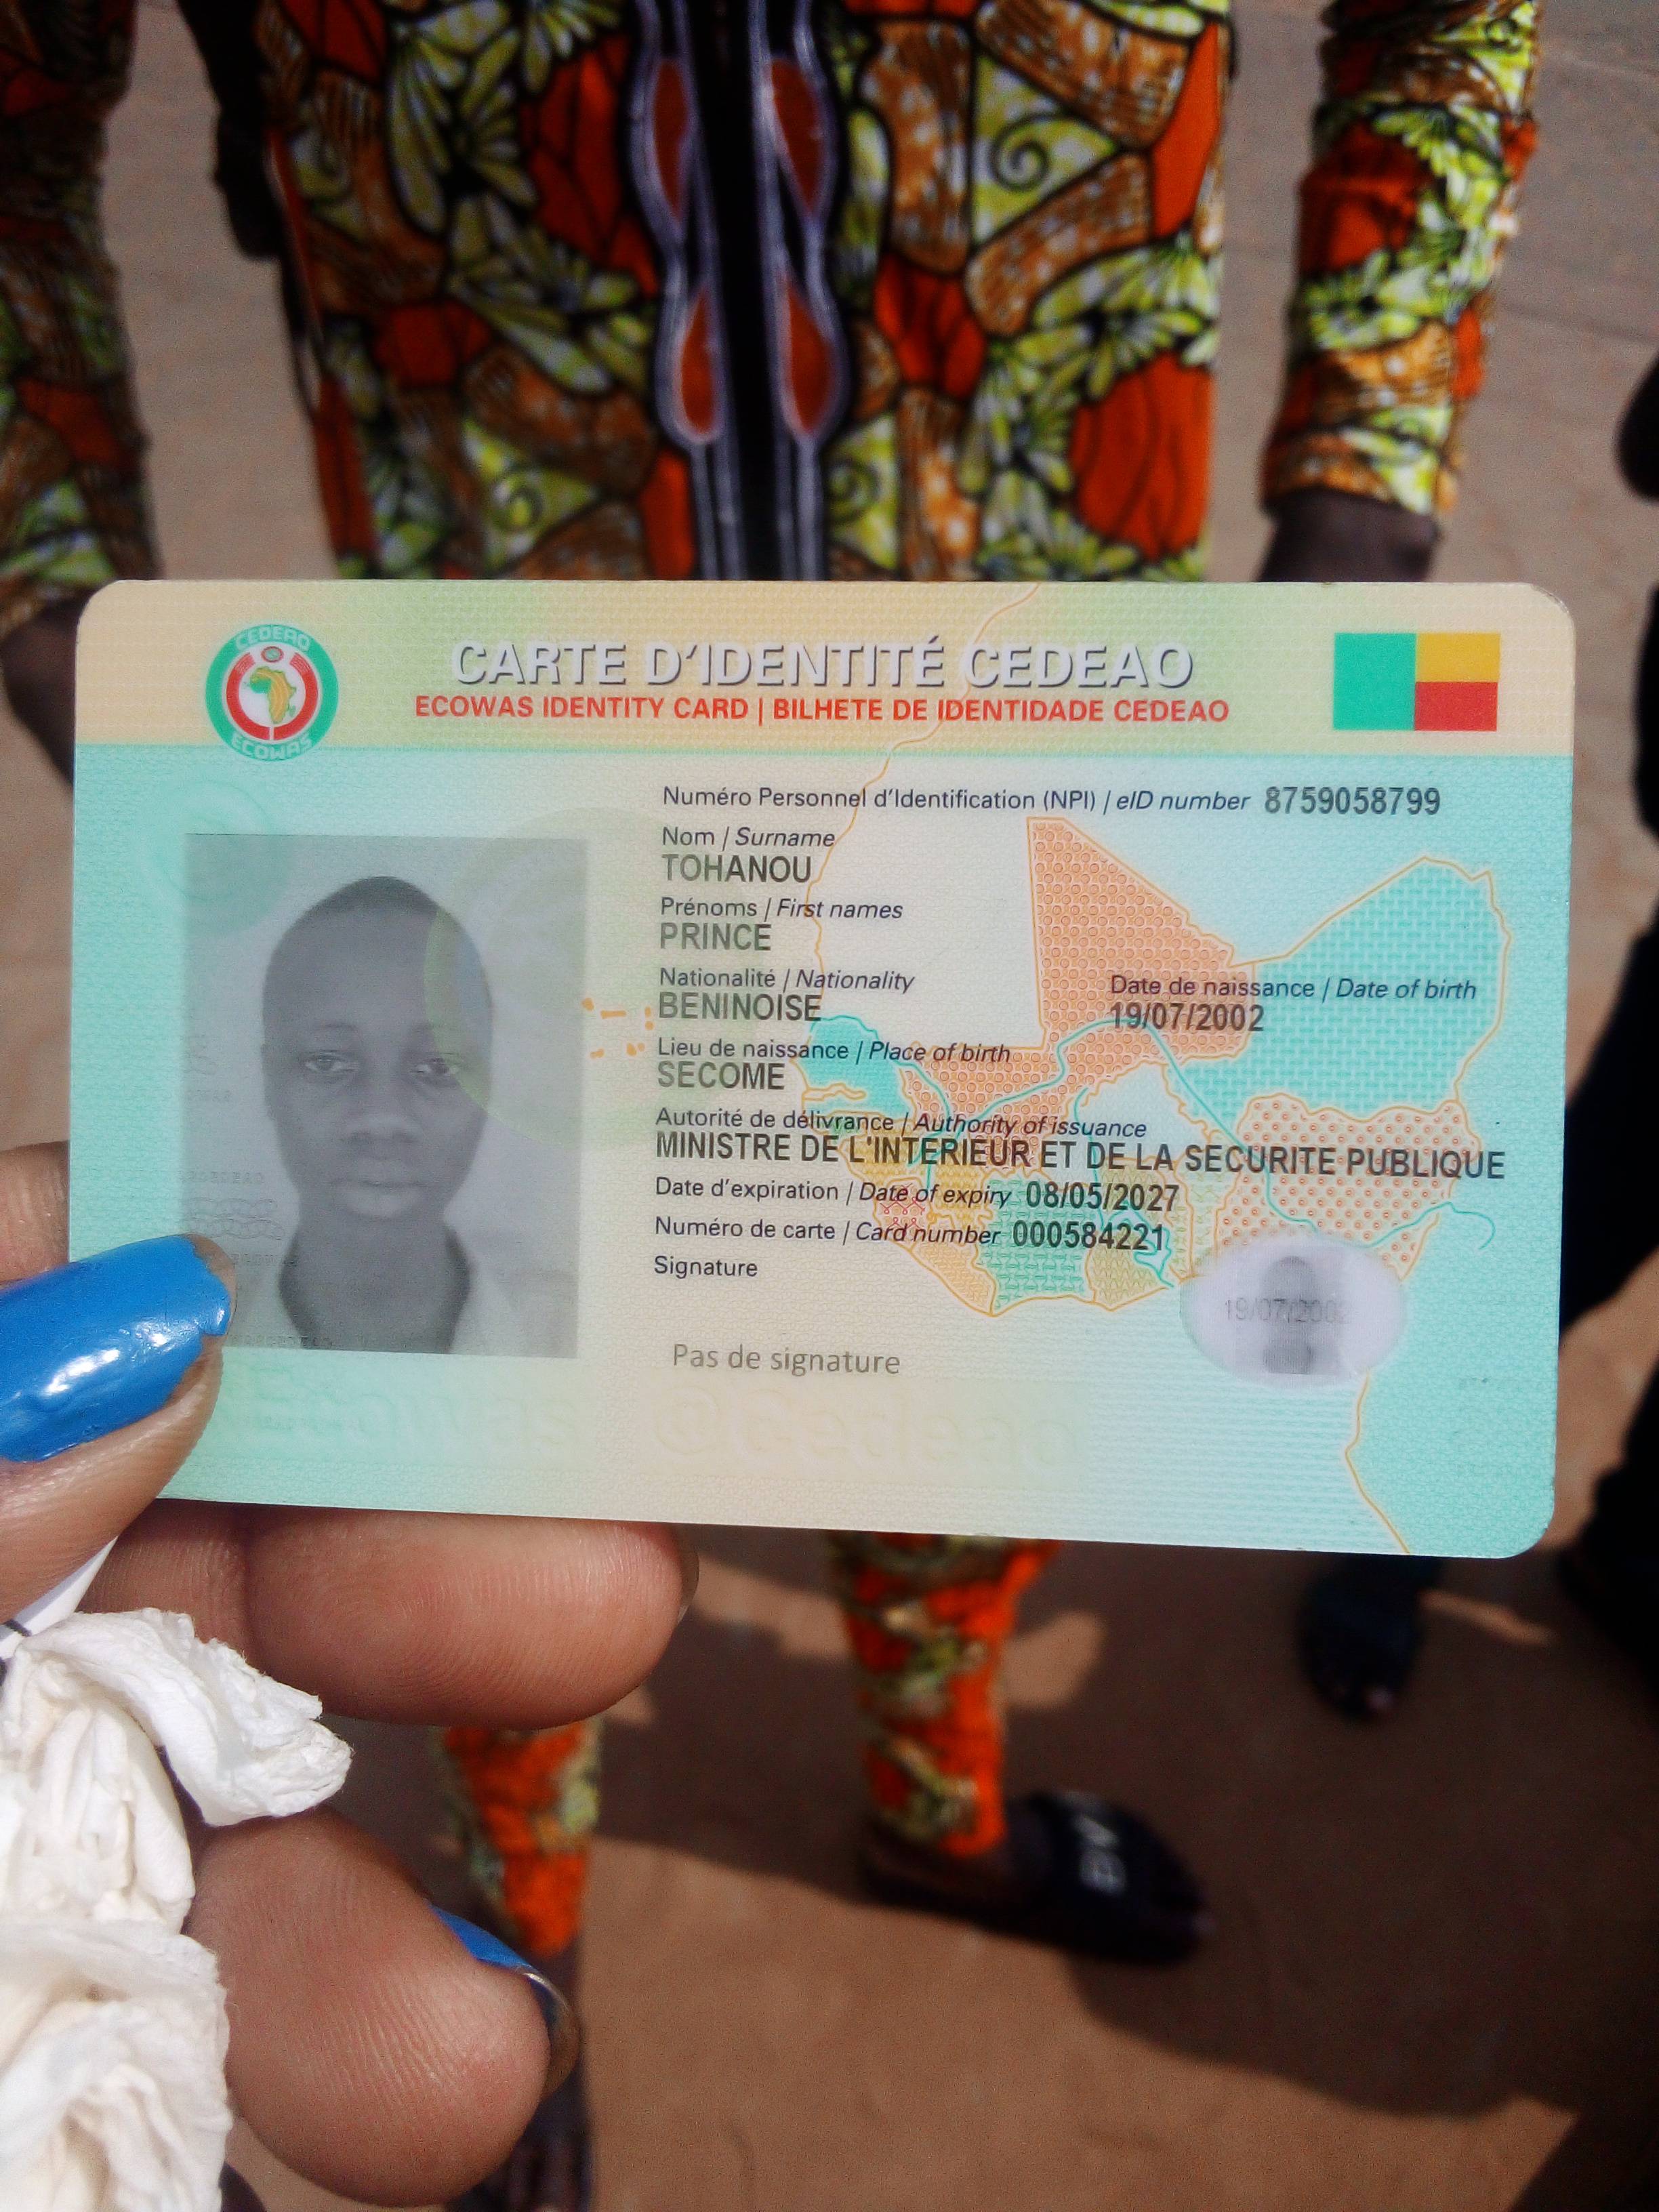 CEDEAO
ECOWAS
CARTE D'IDENTITÉ CEDEAO
ECOWAS IDENTITY CARD | BILHETE DE IDENTIDADE CEDEAO
Numéro Personnel d'Identification (NPI) / eID number 8759058799
Nom / Surname
TOHANOU
Prénoms / First names
PRINCE
Nationalité / Nationality
BENINOISE
Date de naissance / Date of birth
19/07/2002
Lieu de naissance / Place of birth
SECOME
Autorité de délivrance / Authority of issuance
MINISTRE DE L'INTERIEUR ET DE LA SECURITE PUBLIQUE
Date d'expiration / Date of expiry 08/05/2027
Numéro de carte / Card number 000584221
Signature
Pas de signature
19/07/2002